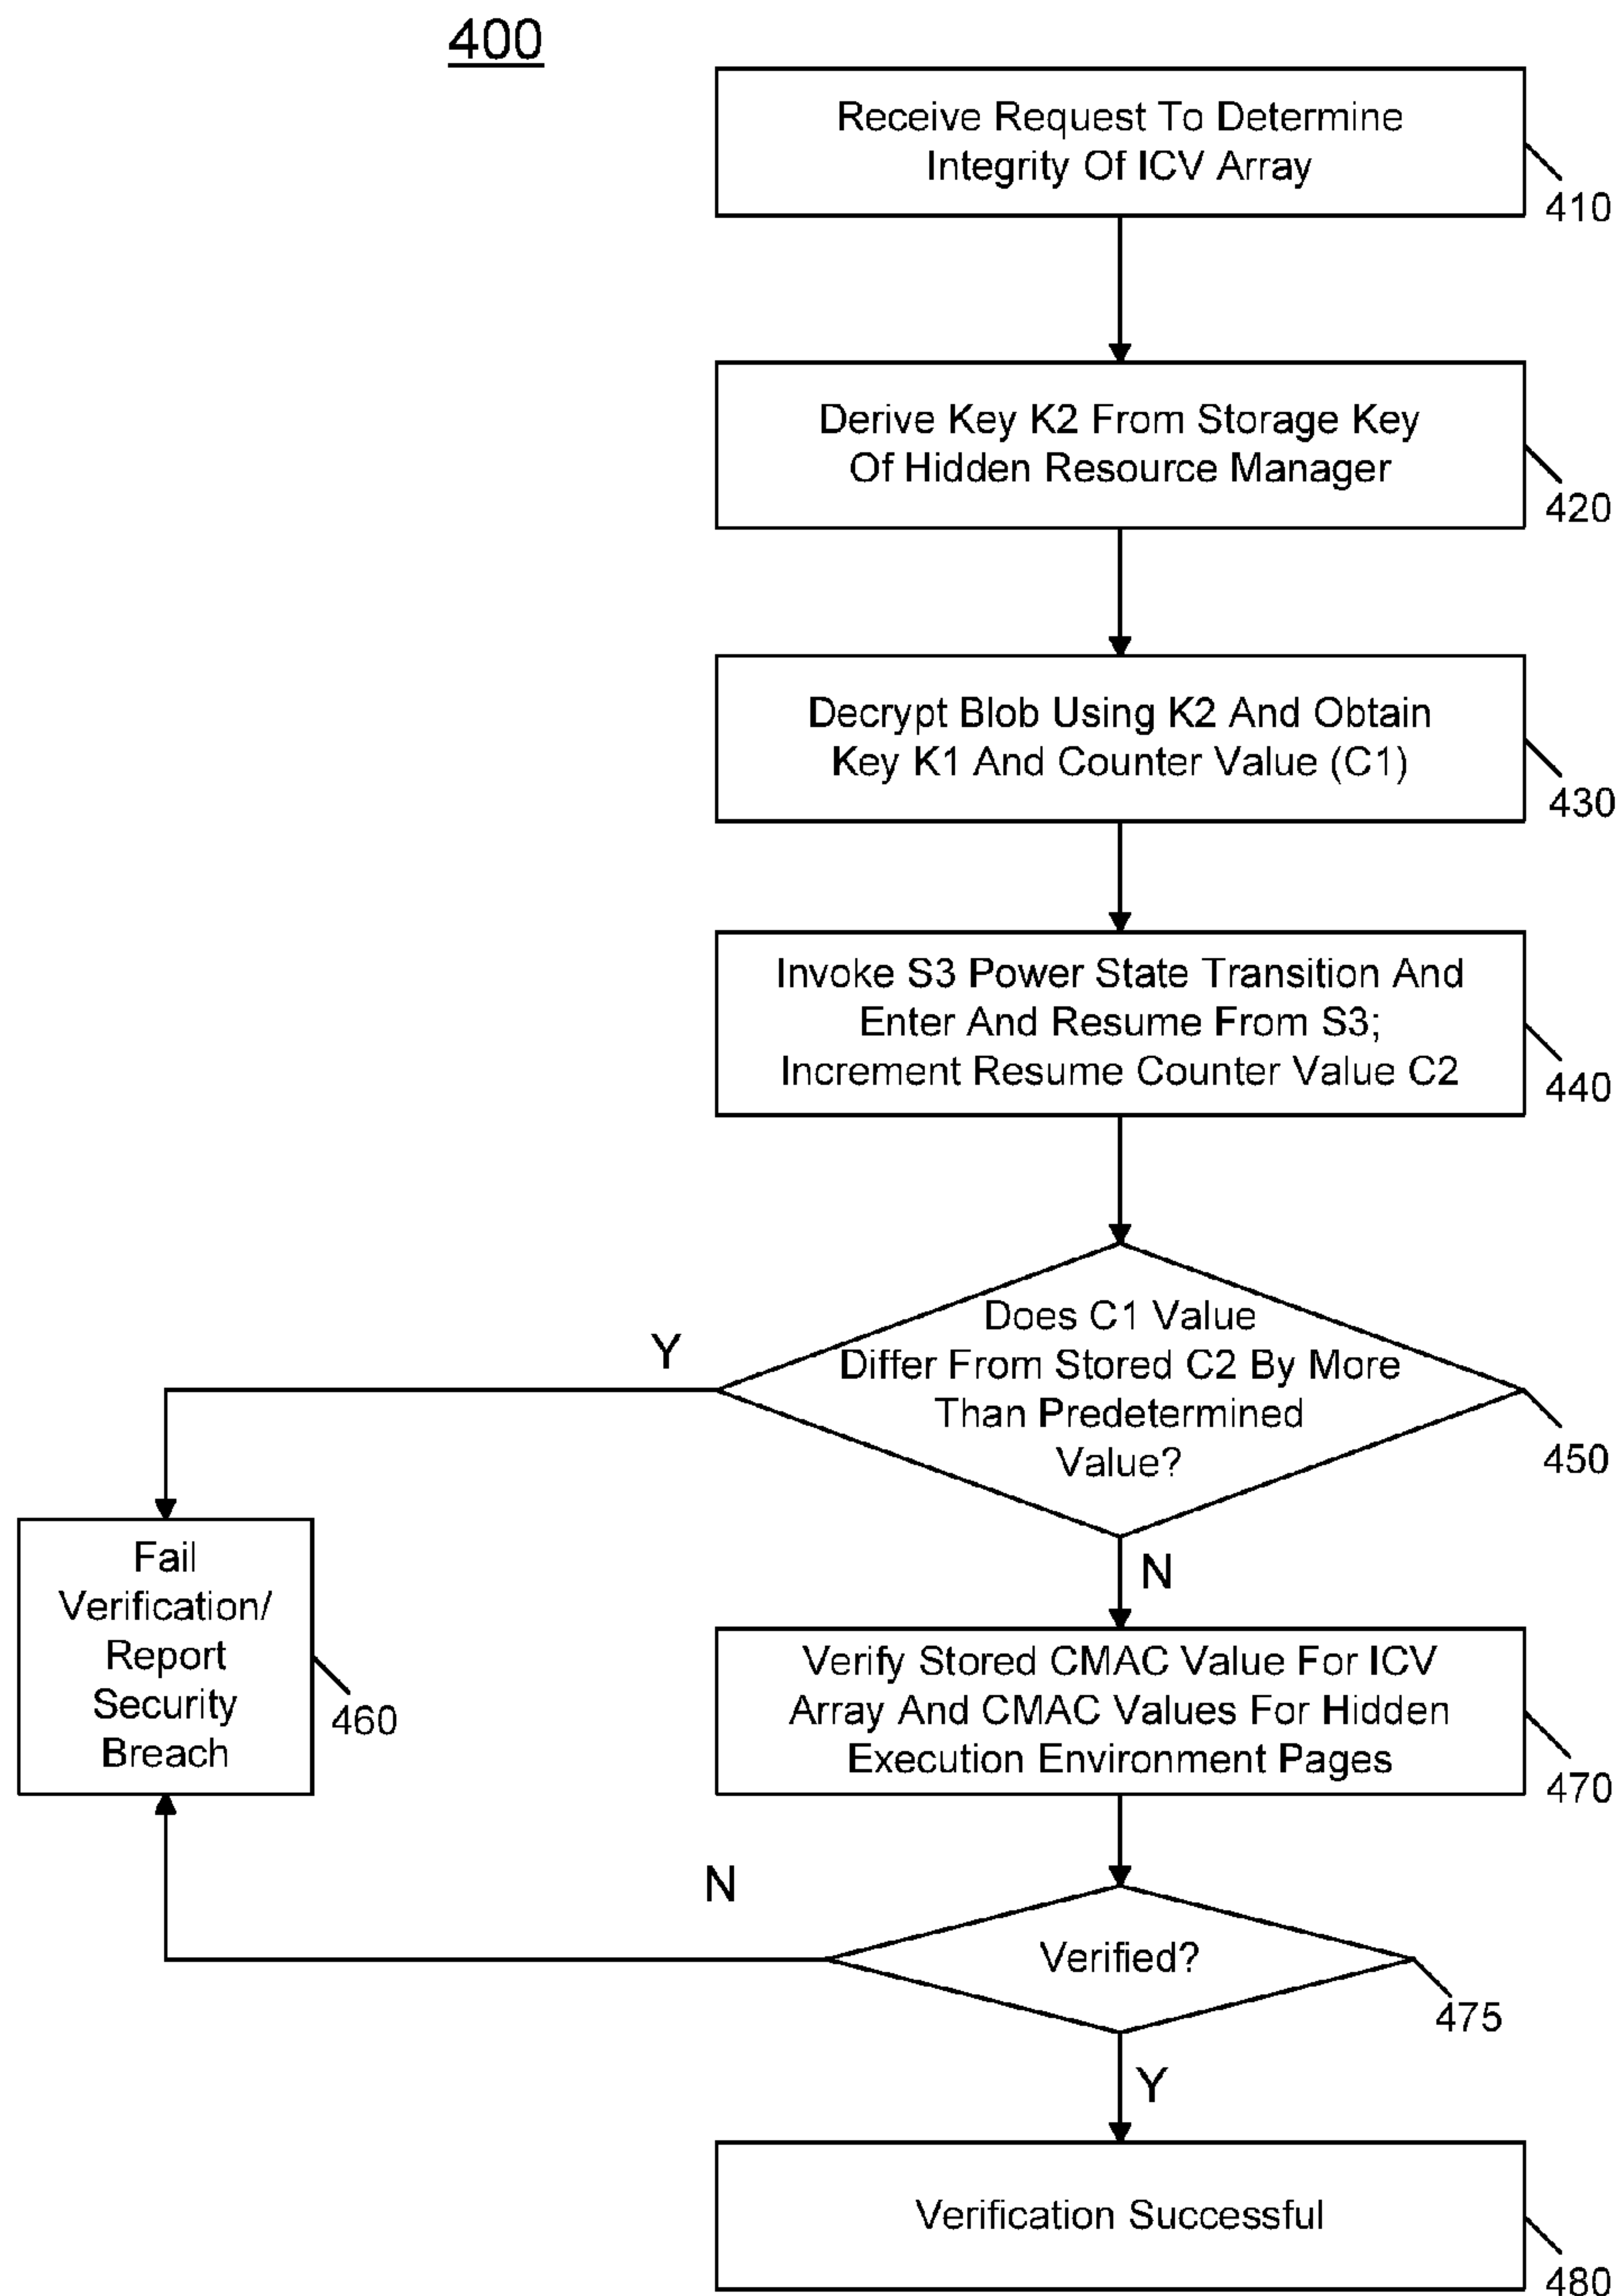 400
Receive Request To Determine
Integrity Of ICV Array
410
Derive Key K2 From Storage Key
Of Hidden Resource Manager
420
Decrypt Blob Using K2 And Obtain
Key K1 And Counter Value (C1)
430
Invoke S3 Power State Transition And
Enter And Resume From S3;
Increment Resume Counter Value C2
440
Does C1 Value
Differ From Stored C2 By More
Than Predetermined
Value?
450
Y
N
Fail
Verification/
Report
Security
Breach
460
Verify Stored CMAC Value For ICV
Array And CMAC Values For Hidden
Execution Environment Pages
470
N
Verified?
475
Y
Verification Successful
480